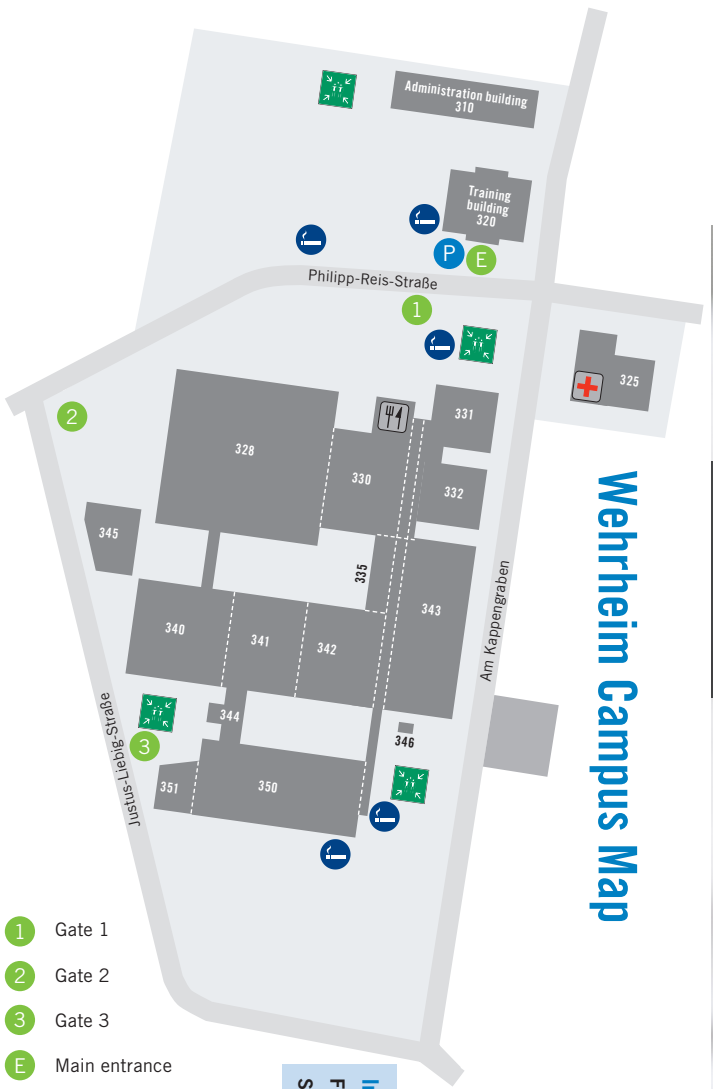 Administration building
310
Training
building
320
P
E
Philipp-Reis-Straße
1
325
331
2
328
330
332
345
335
343
Am Kappengraben
Wehrheim Campus Map
340
341
342
344
346
3
Justus-Liebig-Straße
351
350
1 Gate 1
2 Gate 2
3 Gate 3
E Main entrance